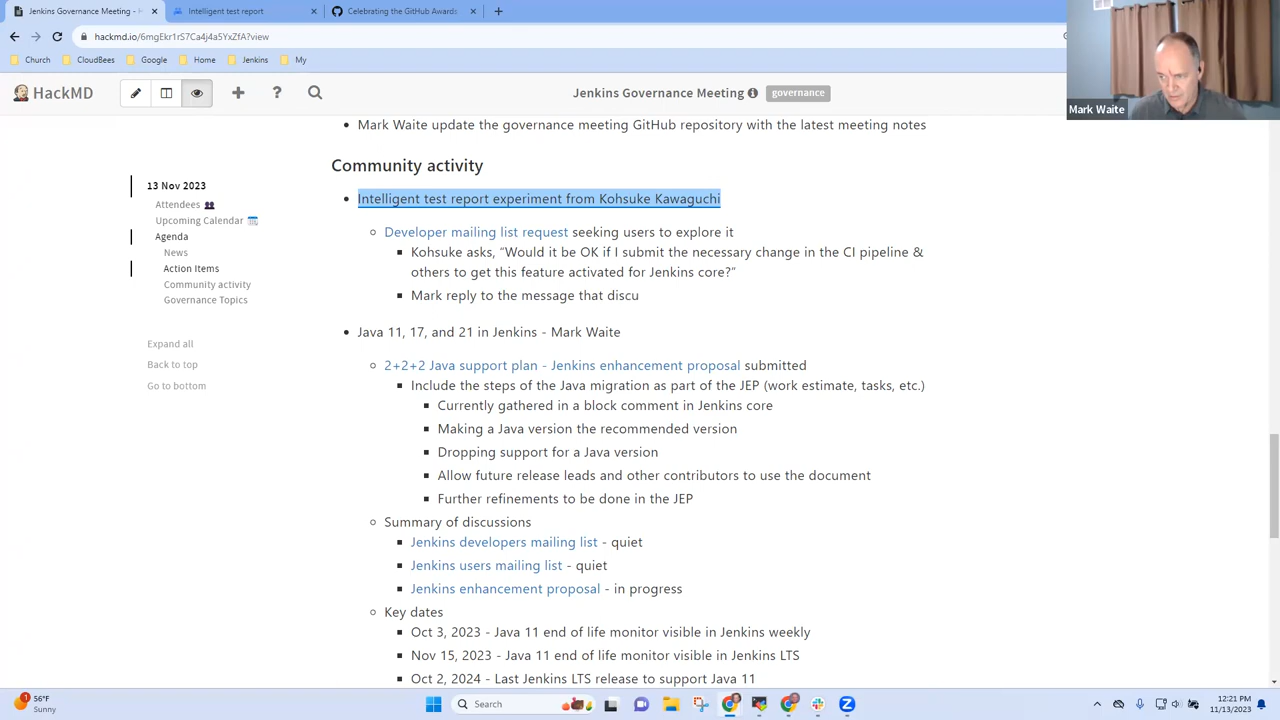 Jenkins Governance Meeting - H
Intelligent test report
Celebrating the GitHub Awards
hackmd.io/6mgEkr1rS7Ca4j4a5YxZfA?view
Church
CloudBees
Google
Home
Jenkins
My
HackMD
Jenkins Governance Meeting
governance
Mark Waite
Mark Waite update the governance meeting GitHub repository with the latest meeting notes
13 Nov 2023
Attendees
Upcoming Calendar
Agenda
News
Action Items
Community activity
Governance Topics
Expand all
Back to top
Go to bottom
Community activity
Intelligent test report experiment from Kohsuke Kawaguchi
Developer mailing list request seeking users to explore it
Kohsuke asks, “Would it be OK if I submit the necessary change in the CI pipeline &
others to get this feature activated for Jenkins core?”
Mark reply to the message that discu
Java 11, 17, and 21 in Jenkins - Mark Waite
2+2+2 Java support plan - Jenkins enhancement proposal submitted
Include the steps of the Java migration as part of the JEP (work estimate, tasks, etc.)
Currently gathered in a block comment in Jenkins core
Making a Java version the recommended version
Dropping support for a Java version
Allow future release leads and other contributors to use the document
Further refinements to be done in the JEP
Summary of discussions
Jenkins developers mailing list - quiet
Jenkins users mailing list - quiet
Jenkins enhancement proposal - in progress
Key dates
Oct 3, 2023 - Java 11 end of life monitor visible in Jenkins weekly
Nov 15, 2023 - Java 11 end of life monitor visible in Jenkins LTS
Oct 2, 2024 - Last Jenkins LTS release to support Java 11
1
56°F
Sunny
Search
12:21 PM
11/13/2023